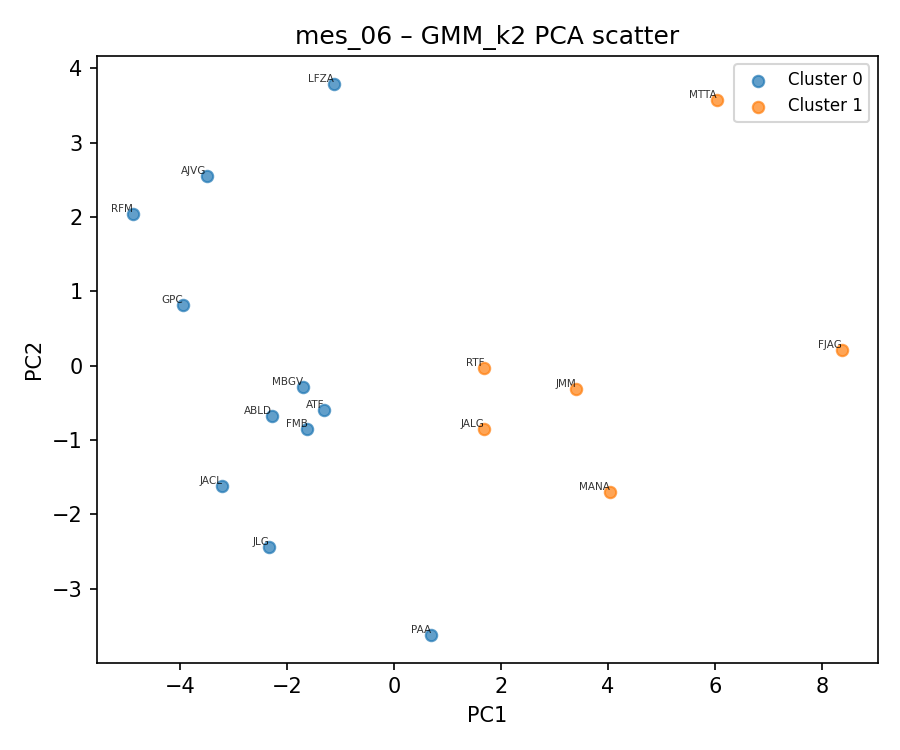 mes_06 – GMM_k2 PCA scatter
Cluster 0
Cluster 1
LFZA
MTTA
AJVG
RFM
GPC
FJAG
RTF
MBGV
JMM
ATF
ABLD
FMB
JALG
JACL
MANA
JLG
PAA
4
3
2
1
0
−1
−2
−3
PC2
−4
−2
0
2
4
6
8
PC1